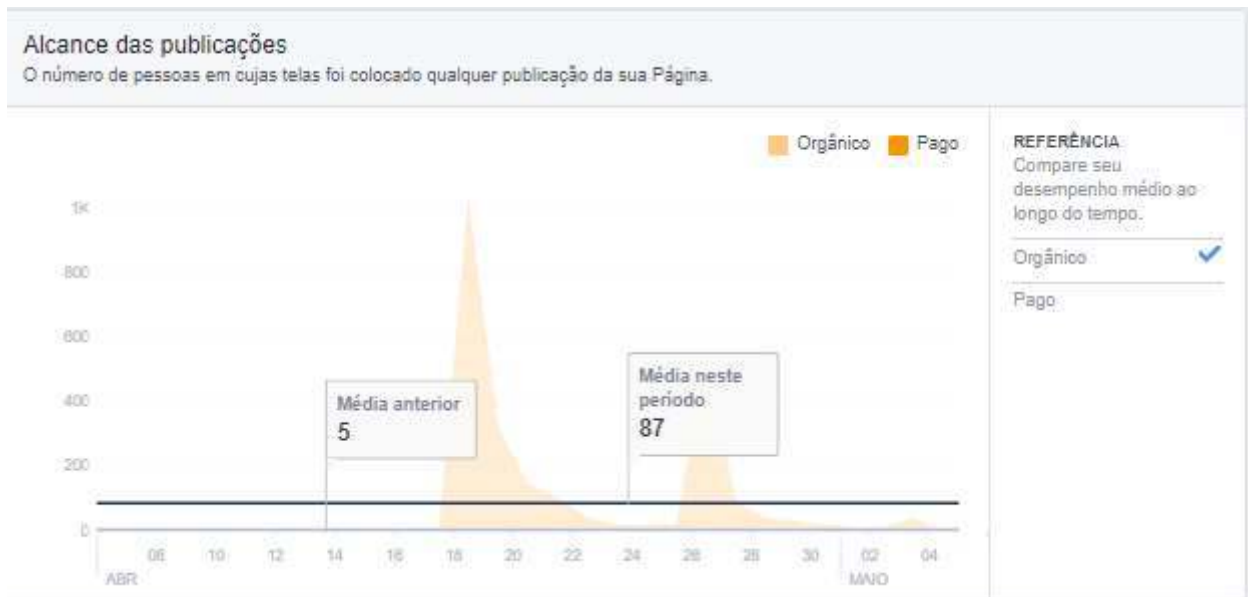 Alcance das publicações
O número de pessoas em cujas telas foi colocado qualquer publicação da sua Página.
Orgânico
Pago
REFERÊNCIA
Compare seu
desempenho médio ao
longo do tempo.
Orgânico
Pago
1K
800
600
400
200
0
Média anterior
5
Média neste
período
87
08 10 12 14 16 18 20 22 24 26 28 30 02 04
ABR MAIO